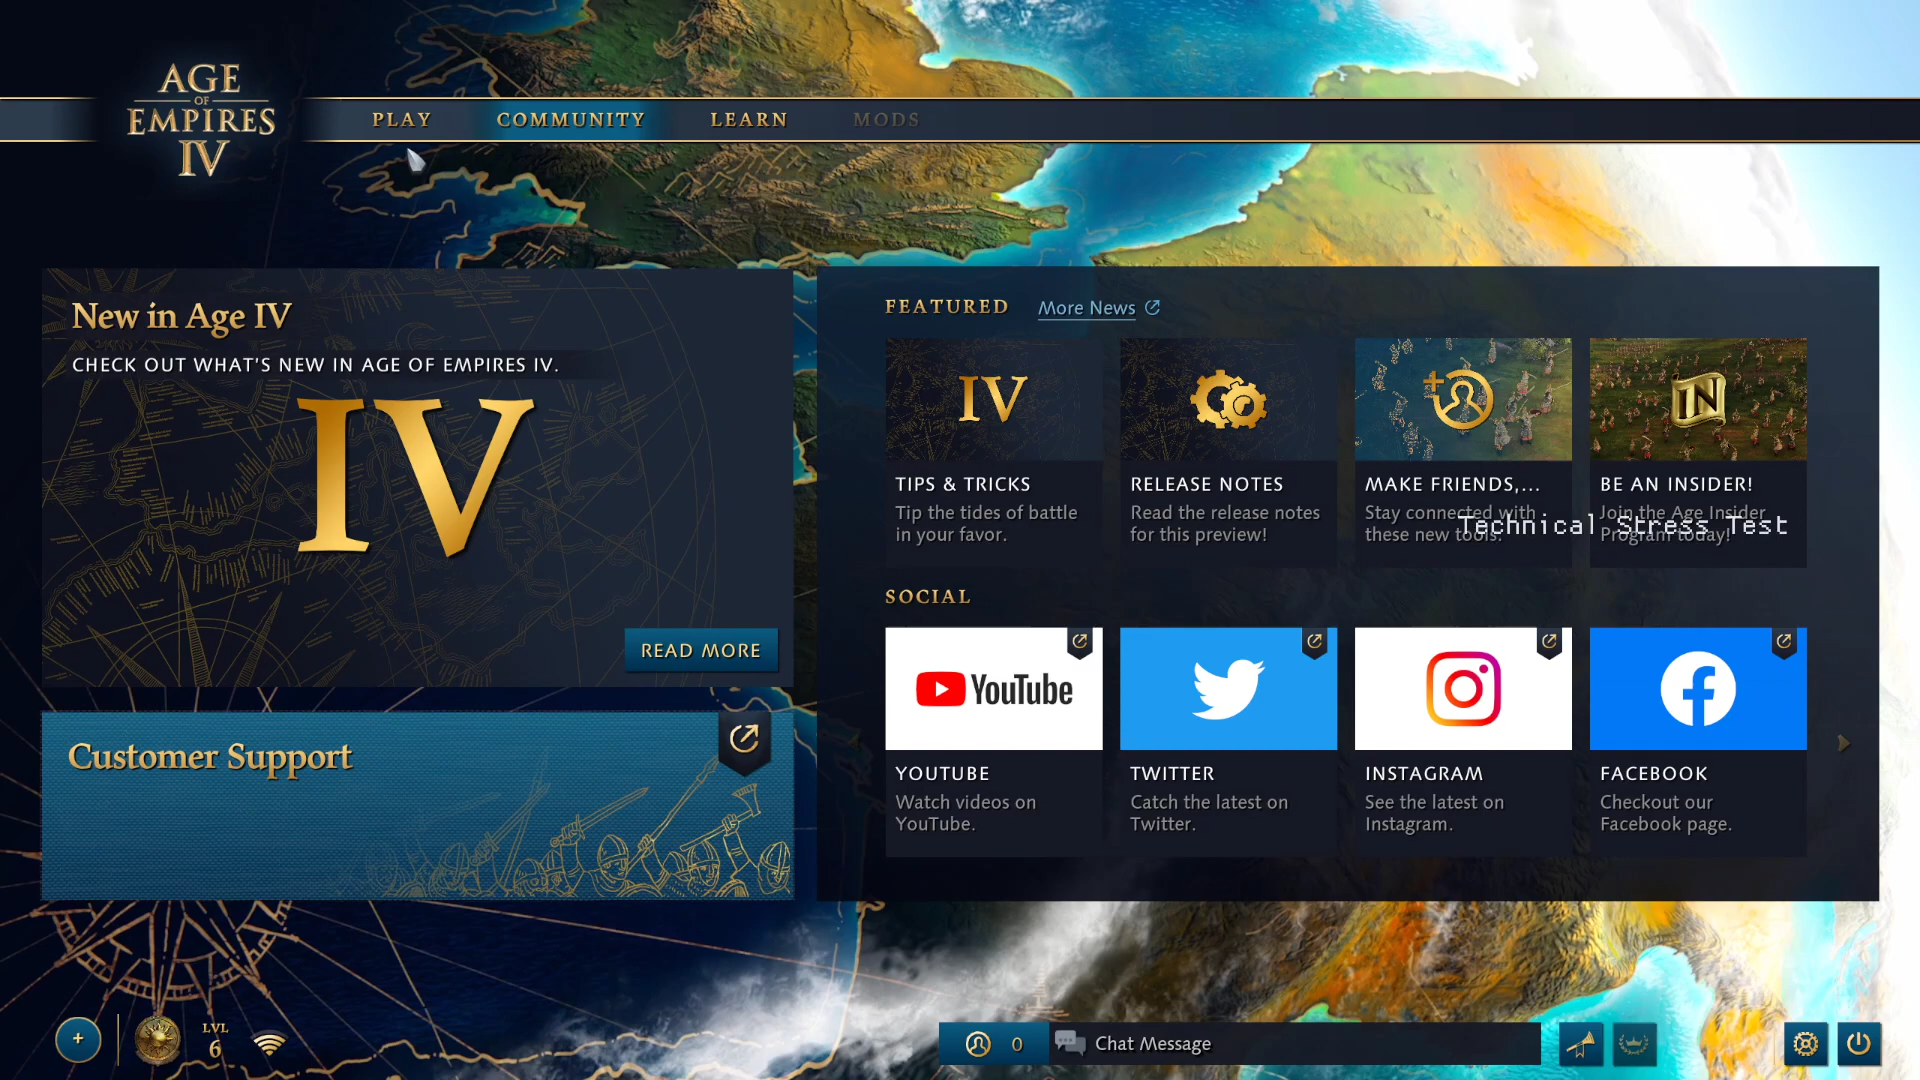 AGE
OF
EMPIRES
IV
PLAY
COMMUNITY
LEARN
MODS
New in Age IV
CHECK OUT WHAT'S NEW IN AGE OF EMPIRES IV.
IV
READ MORE
Customer Support
FEATURED
More News
IV
TIPS & TRICKS
Tip the tides of battle
in your favor.
RELEASE NOTES
Read the release notes
for this preview!
MAKE FRIENDS,...
Stay connected with
these new tools.
IN
BE AN INSIDER!
Join the Age Insider
Program today!
Technical Stress Test
SOCIAL
YouTube
YOUTUBE
Watch videos on
YouTube.
TWITTER
Catch the latest on
Twitter.
INSTAGRAM
See the latest on
Instagram.
FACEBOOK
Checkout our
Facebook page.
+
LVL
6
0
Chat Message